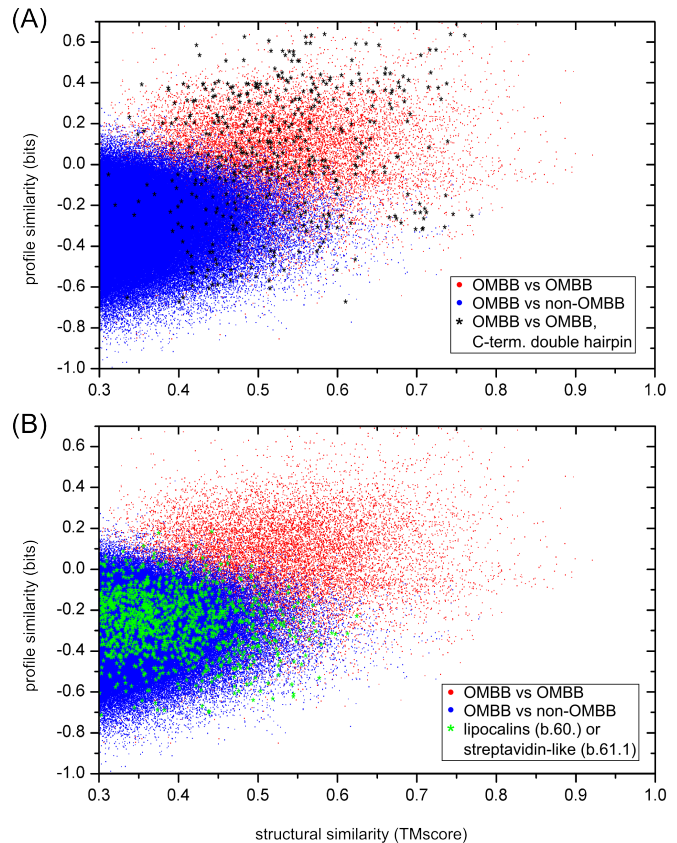 (A)
0.6
0.4
0.2
0.0
-0.2
-0.4
-0.6
-0.8
-1.0
profile similarity (bits)
OMBB vs OMBB
OMBB vs non-OMBB
OMBB vs OMBB,
C-term. double hairpin
0.3 0.4 0.5 0.6 0.7 0.8 0.9 1.0
(B)
0.6
0.4
0.2
0.0
-0.2
-0.4
-0.6
-0.8
-1.0
profile similarity (bits)
OMBB vs OMBB
OMBB vs non-OMBB
lipocalins (b.60.) or
streptavidin-like (b.61.1)
0.3 0.4 0.5 0.6 0.7 0.8 0.9 1.0
structural similarity (TMscore)